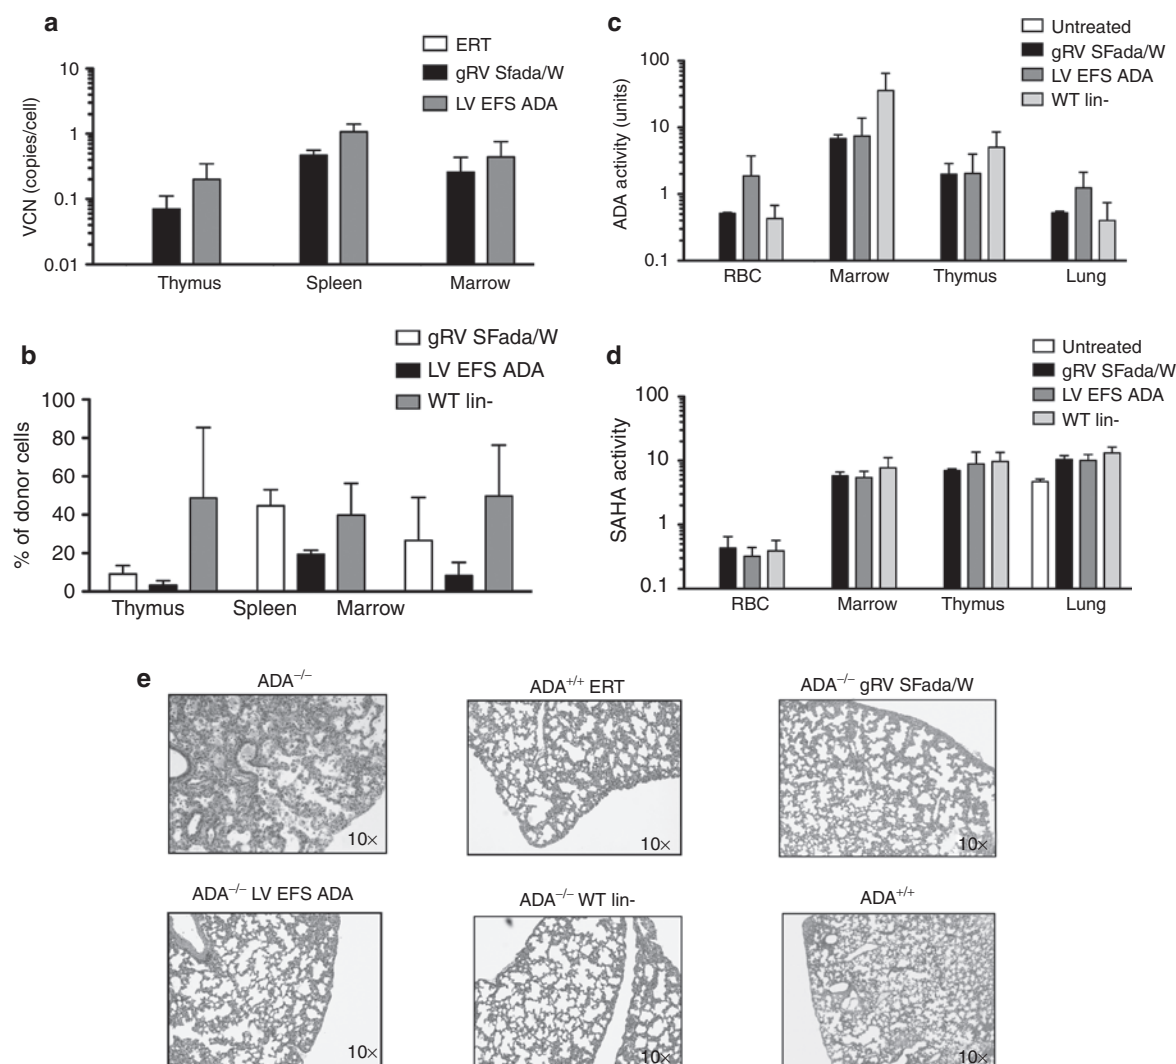 a
ERT
gRV Sfada/W
LV EFS ADA
VCN (copies/cell)
10
1
0.1
0.01
Thymus Spleen Marrow
b
gRV SFada/W
LV EFS ADA
WT lin-
% of donor cells
100
80
60
40
20
0
Thymus Spleen Marrow
c
Untreated
gRV SFada/W
LV EFS ADA
WT lin-
ADA activity (units)
100
10
1
0.1
RBC Marrow Thymus Lung
d
Untreated
gRV SFada/W
LV EFS ADA
WT lin-
SAHA activity
100
10
1
0.1
RBC Marrow Thymus Lung
e
ADA−/−
10×
ADA+/+ ERT
10×
ADA−/− gRV SFada/W
10×
ADA−/− LV EFS ADA
10×
ADA−/− WT lin-
10×
ADA+/+
10×